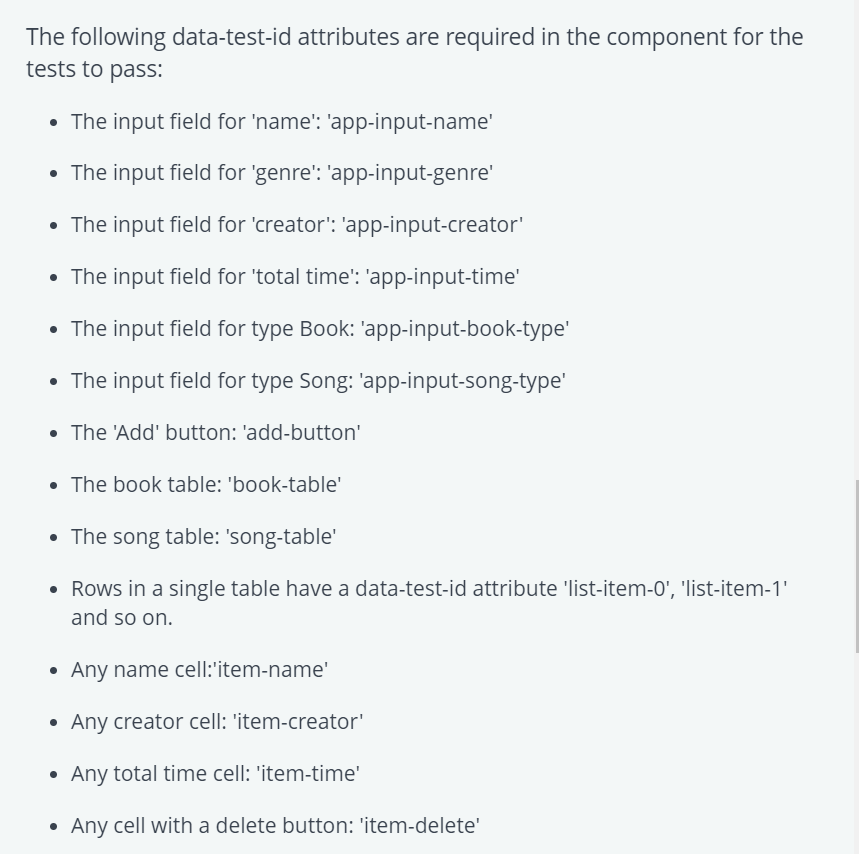 The following data-test-id attributes are required in the component for the
tests to pass:
• The input field for 'name': 'app-input-name'
• The input field for 'genre': 'app-input-genre'
• The input field for 'creator': 'app-input-creator'
• The input field for 'total time': 'app-input-time'
• The input field for type Book: 'app-input-book-type'
• The input field for type Song: 'app-input-song-type'
• The 'Add' button: 'add-button'
• The book table: 'book-table'
• The song table: 'song-table'
• Rows in a single table have a data-test-id attribute 'list-item-0', 'list-item-1'
and so on.
• Any name cell:'item-name'
• Any creator cell: 'item-creator'
• Any total time cell: 'item-time'
• Any cell with a delete button: 'item-delete'